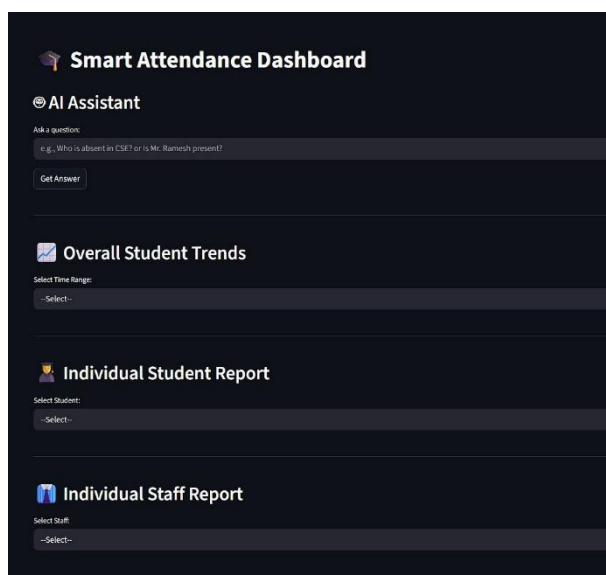 Smart Attendance Dashboard
AI Assistant
Ask a question:
e.g., Who is absent in CSE? or Is Mr. Ramesh present?
Get Answer
Overall Student Trends
Select Time Range:
--Select--
Individual Student Report
Select Student:
--Select--
Individual Staff Report
Select Staff:
--Select--